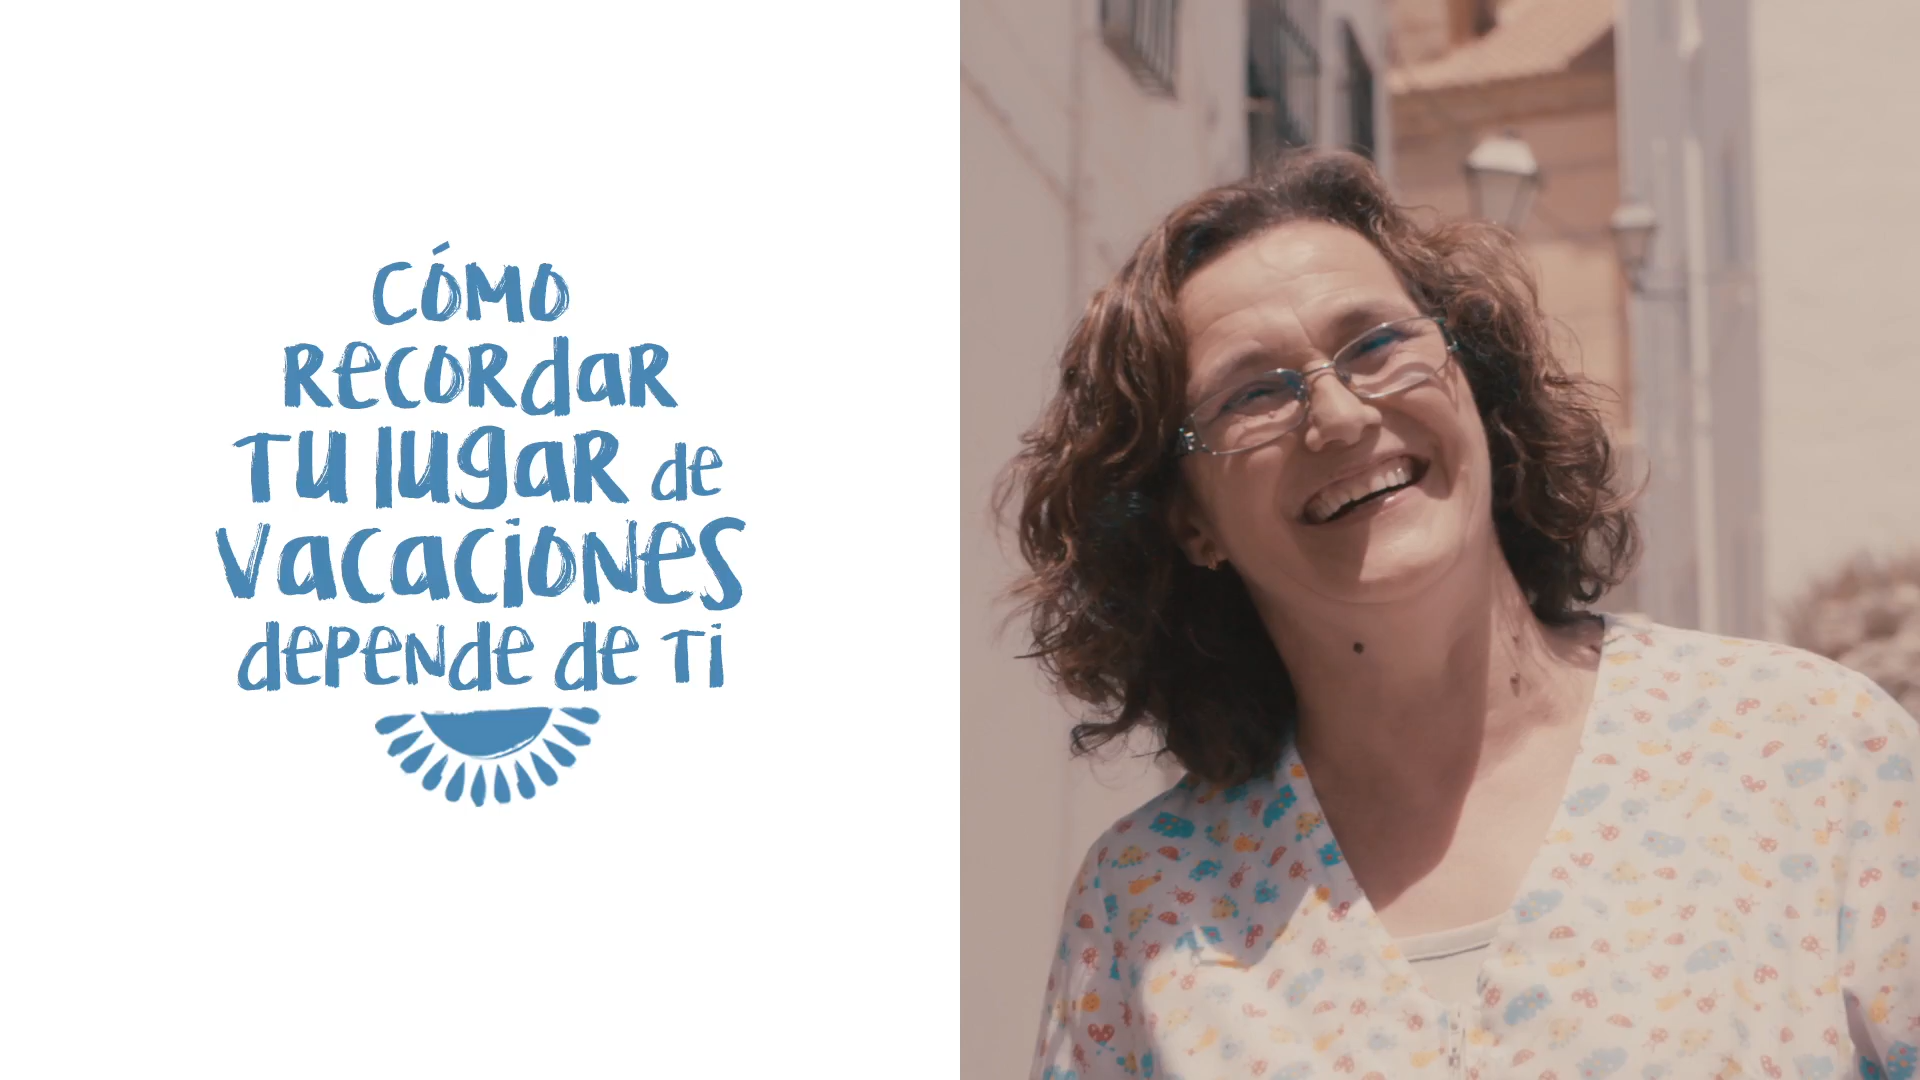 CÓMO
RECORdAR
TU lUgAR de
VACACiONES
dEPENdE dE Ti